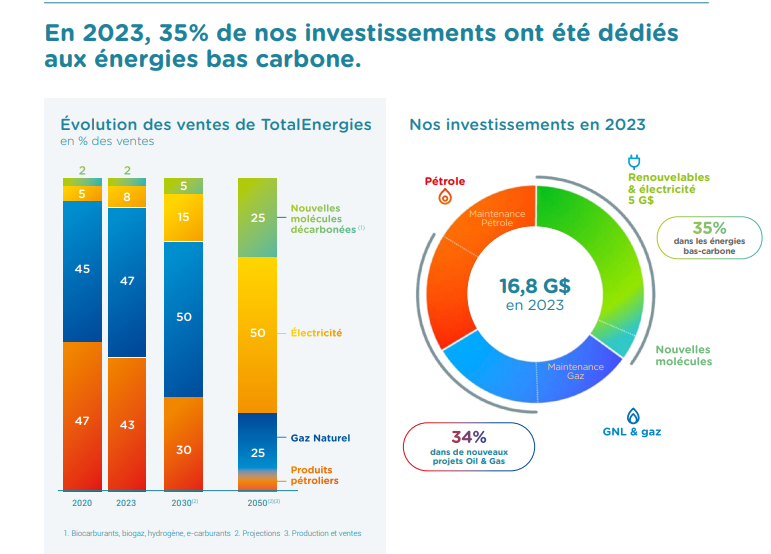 En 2023, 35% de nos investissements ont été dédiés
aux énergies bas carbone.
Évolution des ventes de TotalEnergies
en % des ventes
2
5
45
47
2020
2
8
47
43
2023
5
15
50
30
2030(2)
25
50
25
2050(2)(3)
Nouvelles
molécules
décarbonées(1)
Électricité
Gaz Naturel
Produits
pétroliers
1. Biocarburants, biogaz, hydrogène, e-carburants 2. Projections 3. Production et ventes
Nos investissements en 2023
Pétrole
Maintenance
Pétrole
Renouvelables
& électricité
5 G$
35%
dans les énergies
bas-carbone
16,8 G$
en 2023
Nouvelles
molécules
Maintenance
Gaz
GNL & gaz
34%
dans de nouveaux
projets Oil & Gas